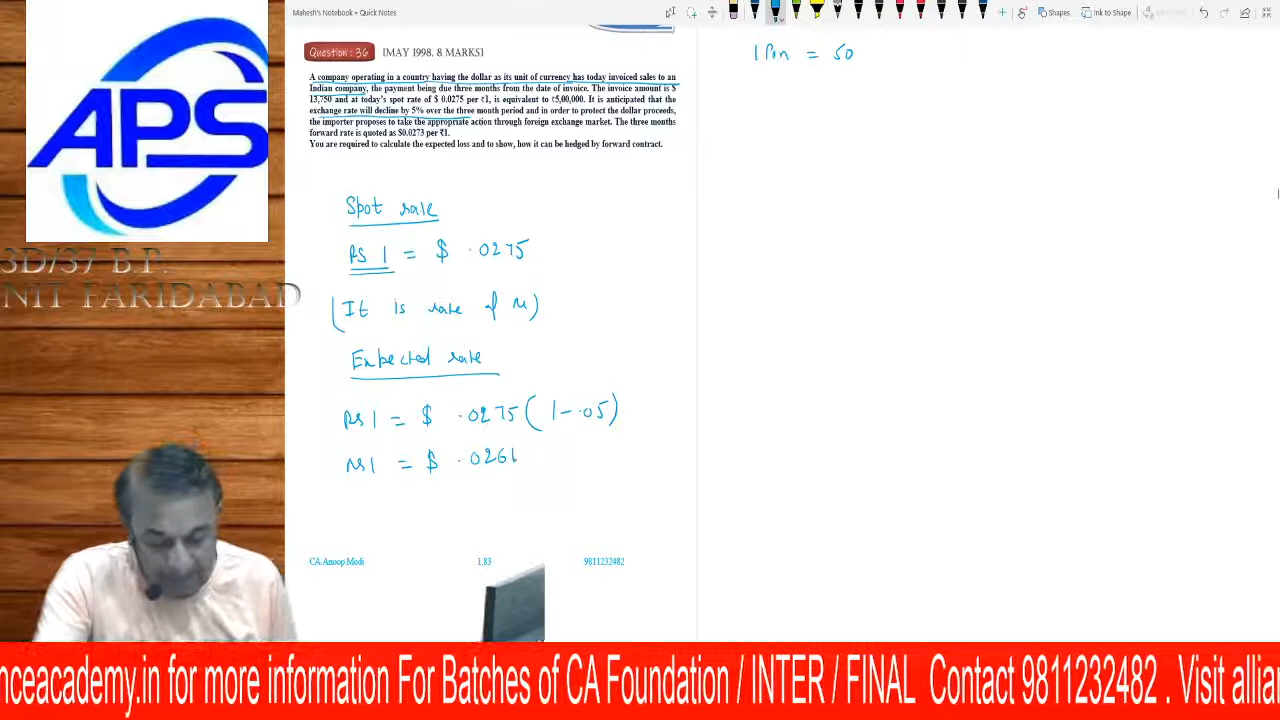 Mahesh's Notebook » Quick Notes
Shapes
Ink to Shape
APS
3D/37 B.P.
NIT FARIDABAD
Question : 36 [MAY 1998, 8 MARKS]
A company operating in a country having the dollar as its unit of currency has today invoiced sales to an
Indian company, the payment being due three months from the date of invoice. The invoice amount is $
13,750 and at today's spot rate of $ 0.0275 per ₹1, is equivalent to ₹5,00,000. It is anticipated that the
exchange rate will decline by 5% over the three month period and in order to protect the dollar proceeds,
the importer proposes to take the appropriate action through foreign exchange market. The three months
forward rate is quoted as $0.0273 per ₹1.
You are required to calculate the expected loss and to show, how it can be hedged by forward contract.
Spot rate
RS 1 = $ .0275
(It is rate of
Expected rate
RS 1 = $ .0275 (1 - .05)
RS 1 = $ .0261
1 Pen = 50
CA Anoop Modi 1.83 9811232482
nceacademy.in for more information For Batches of CA Foundation / INTER / FINAL Contact 9811232482 . Visit allia